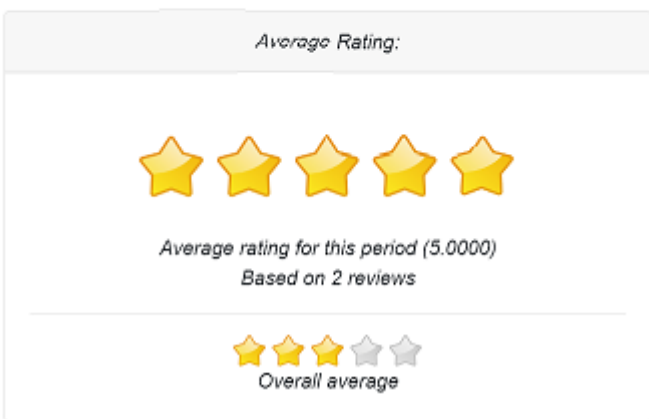 Average Rating:
Average rating for this period (5.0000)
Based on 2 reviews
Overall average